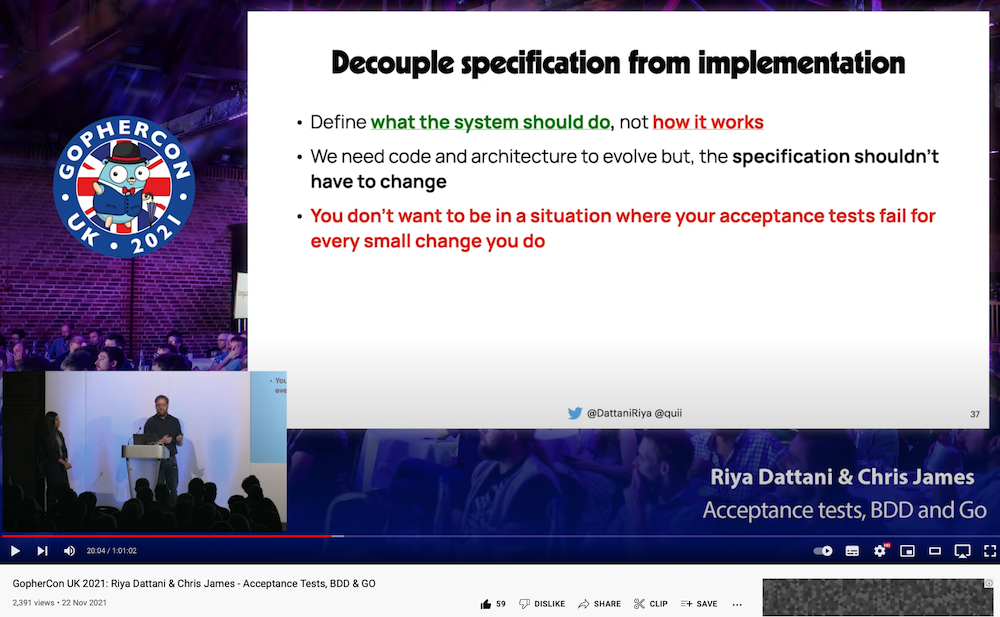 GOPHERCON
UK • 2021
Decouple specification from implementation
• Define what the system should do, not how it works
• We need code and architecture to evolve but, the specification shouldn't
have to change
• You don't want to be in a situation where your acceptance tests fail for
every small change you do
@DattaniRiya @quii
37
• You
eve
Riya Dattani & Chris James
Acceptance tests, BDD and Go
20:04 / 1:01:02
HD
GopherCon UK 2021: Riya Dattani & Chris James - Acceptance Tests, BDD & GO
2,391 views • 22 Nov 2021
59
DISLIKE
SHARE
CLIP
SAVE